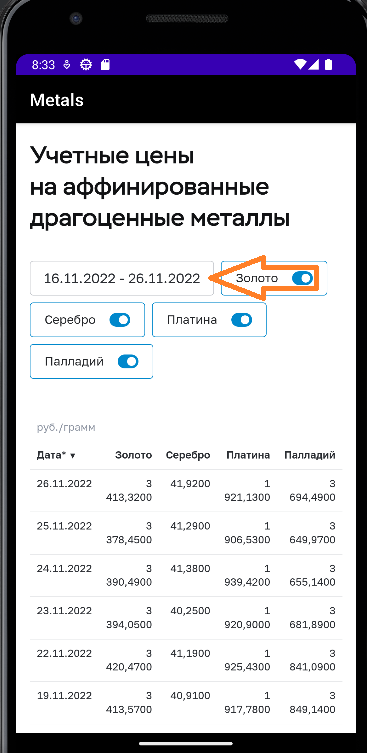 8:33
Metals
Учетные цены
на аффинированные
драгоценные металлы
16.11.2022 - 26.11.2022 Золото
Серебро Платина
Палладий
руб./грамм
Дата* ▼ Золото Серебро Платина Палладий
26.11.2022 3 41,9200 1 3
413,3200 921,1300 694,4900
25.11.2022 3 41,2900 1 3
378,4500 906,5300 649,9700
24.11.2022 3 41,3800 1 3
390,4900 939,4200 655,1400
23.11.2022 3 40,2500 1 3
394,0500 920,9000 681,8900
22.11.2022 3 41,1900 1 3
420,4700 925,4300 841,0900
19.11.2022 3 40,9100 1 3
413,5700 917,7800 849,1400